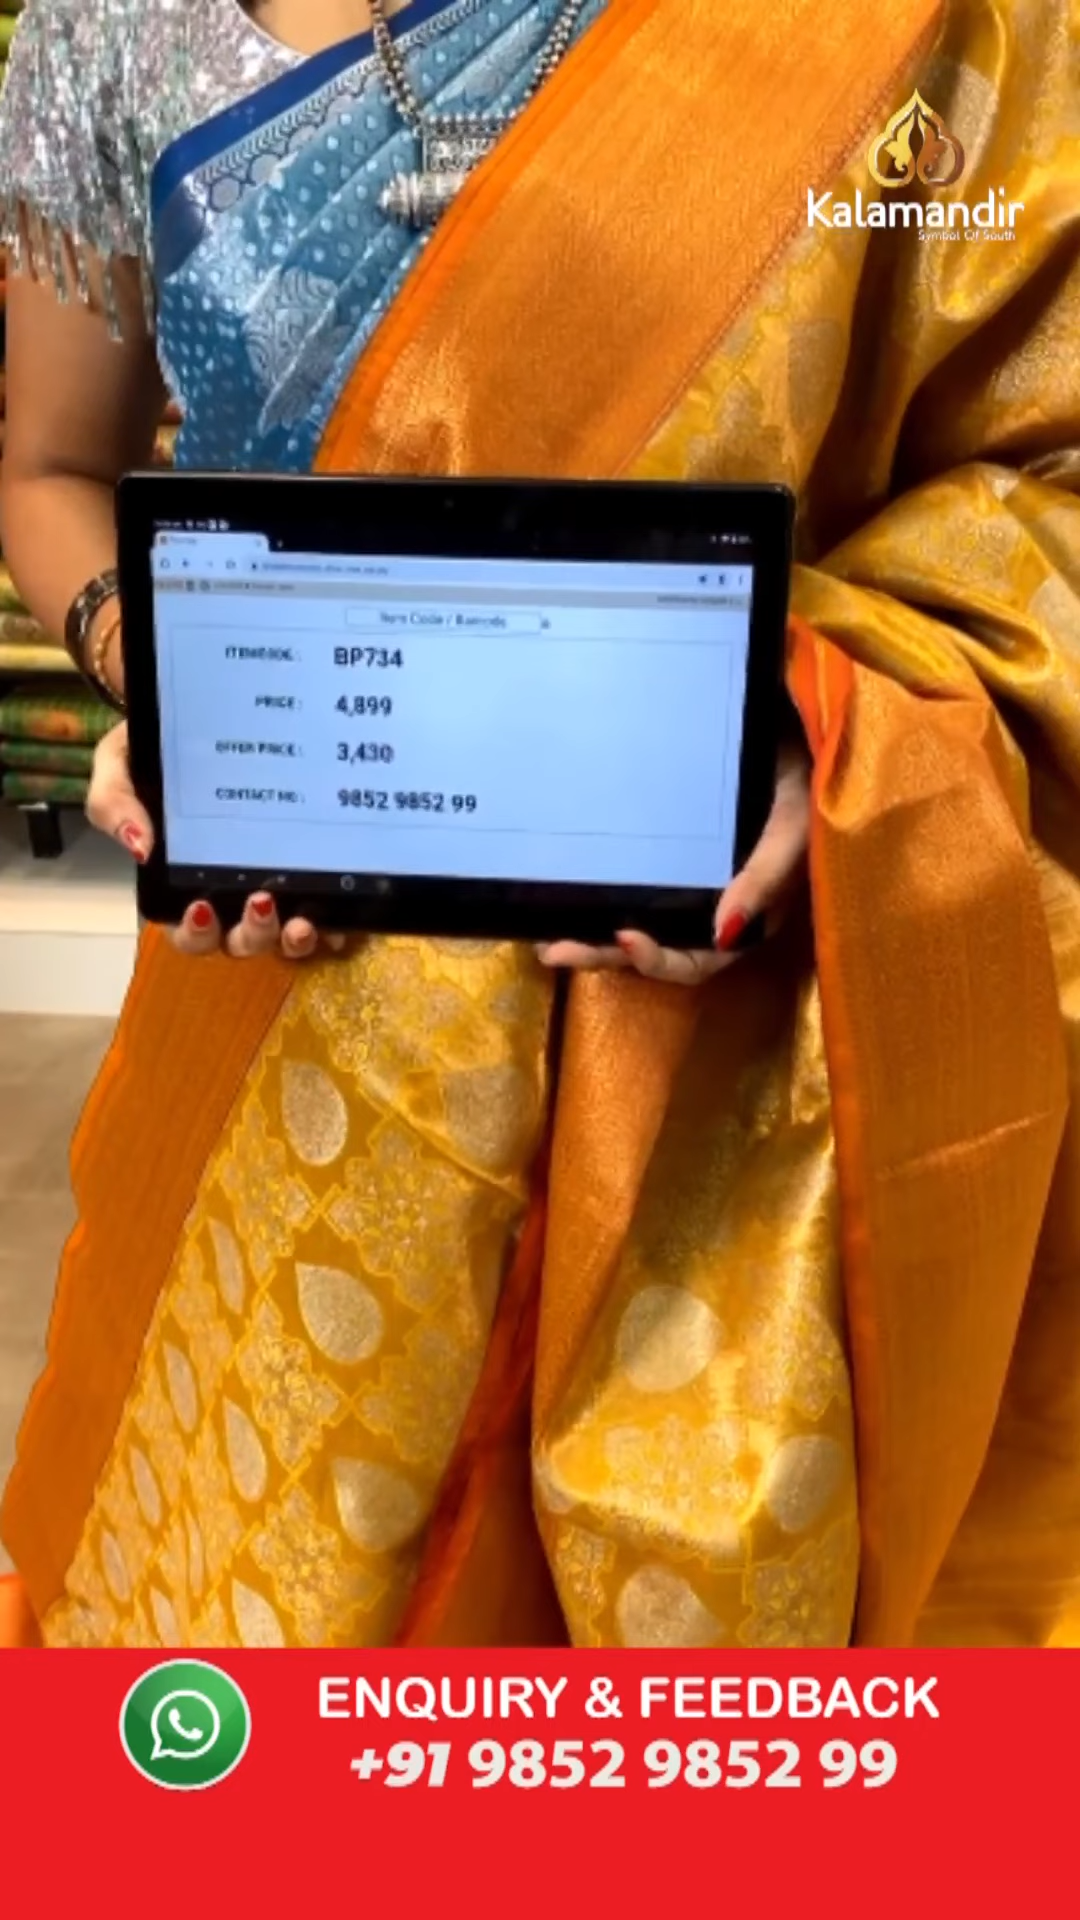 Kalamandir
Symbol Of South
Item Code / Barcode
ITEMCODE :
BP734
PRICE :
4,899
OFFER PRICE :
3,430
CONTACT NO :
9852 9852 99
ENQUIRY & FEEDBACK
+91 9852 9852 99